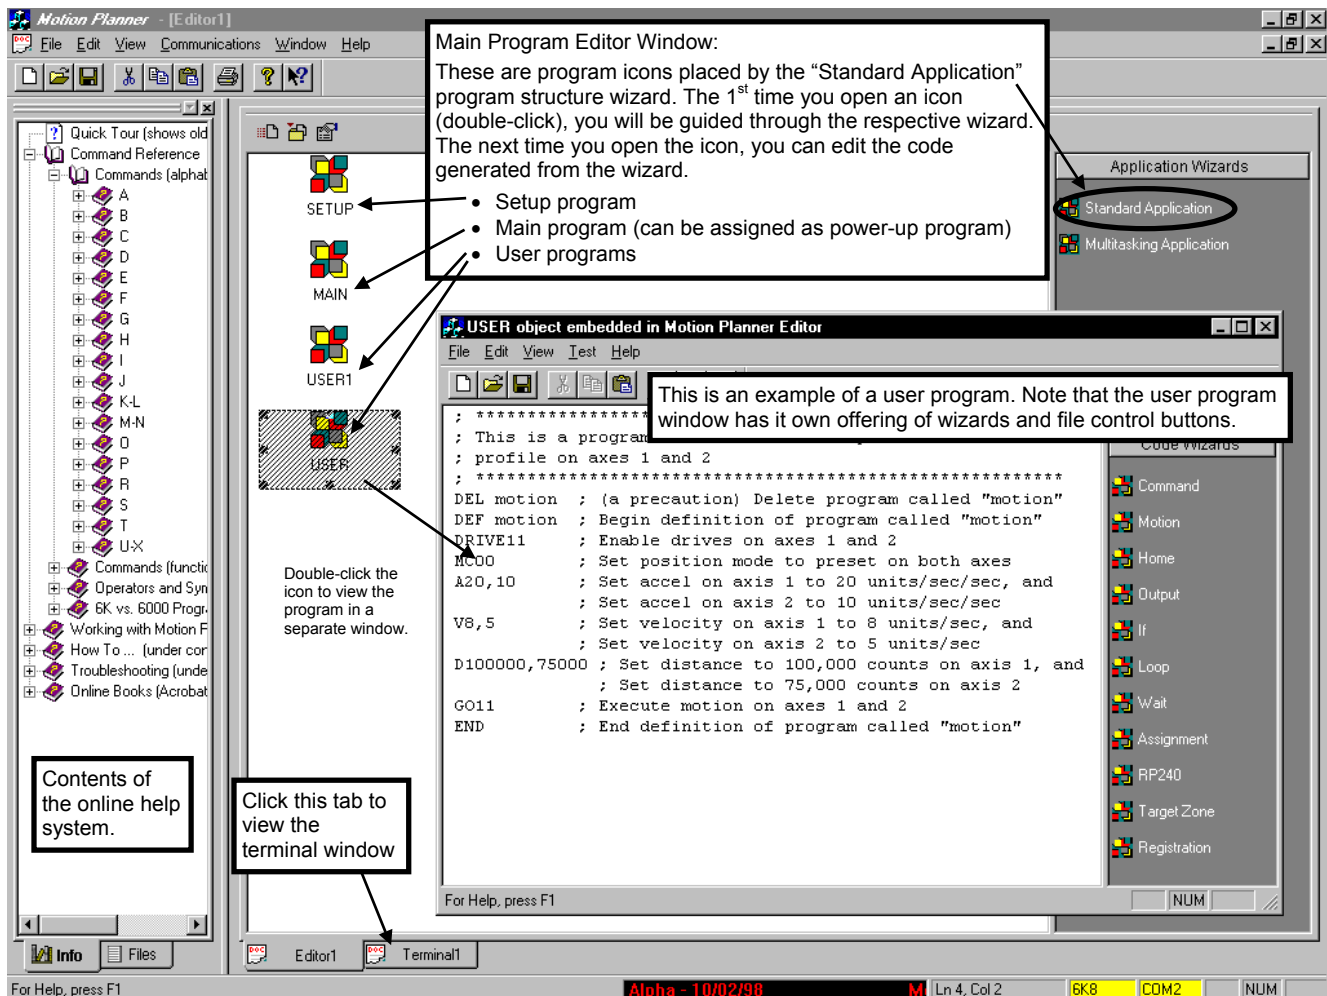 Motion Planner - [Editor1]
File Edit View Communications Window Help
Main Program Editor Window:
These are program icons placed by the “Standard Application”
program structure wizard. The 1st time you open an icon
(double-click), you will be guided through the respective wizard.
The next time you open the icon, you can edit the code
generated from the wizard.
• Setup program
• Main program (can be assigned as power-up program)
• User programs
Quick Tour (shows old
Command Reference
Commands (alphab
A
B
C
D
E
F
G
H
I
J
K-L
M-N
O
P
R
S
T
U-X
Commands (functio
Operators and Sym
6K vs. 6000 Progr
Working with Motion P
How To ... (under cor
Troubleshooting (unde
Online Books (Acrobat
Contents of
the online help
system.
Info
Files
SETUP
MAIN
USER1
USER
Double-click the
icon to view the
program in a
separate window.
Click this tab to
view the
terminal window
Application Wizards
Standard Application
Multitasking Application
USER object embedded in Motion Planner Editor
File Edit View Test Help
This is an example of a user program. Note that the user program
window has it own offering of wizards and file control buttons.
; ******************
; This is a program
; profile on axes 1 and 2
; ************************************************************
DEL motion ; (a precaution) Delete program called "motion"
DEF motion ; Begin definition of program called "motion"
DRIVE11 ; Enable drives on axes 1 and 2
MC00 ; Set position mode to preset on both axes
A20,10 ; Set accel on axis 1 to 20 units/sec/sec, and
; Set accel on axis 2 to 10 units/sec/sec
V8,5 ; Set velocity on axis 1 to 8 units/sec, and
; Set velocity on axis 2 to 5 units/sec
D100000,75000 ; Set distance to 100,000 counts on axis 1, and
; Set distance to 75,000 counts on axis 2
GO11 ; Execute motion on axes 1 and 2
END ; End definition of program called "motion"
Code Wizards
Command
Motion
Home
Output
If
Loop
Wait
Assignment
RP240
Target Zone
Registration
For Help, press F1
NUM
Editor1
Terminal1
For Help, press F1
Alpha - 10/02/98
Ln 4, Col 2
6K8
COM2
NUM